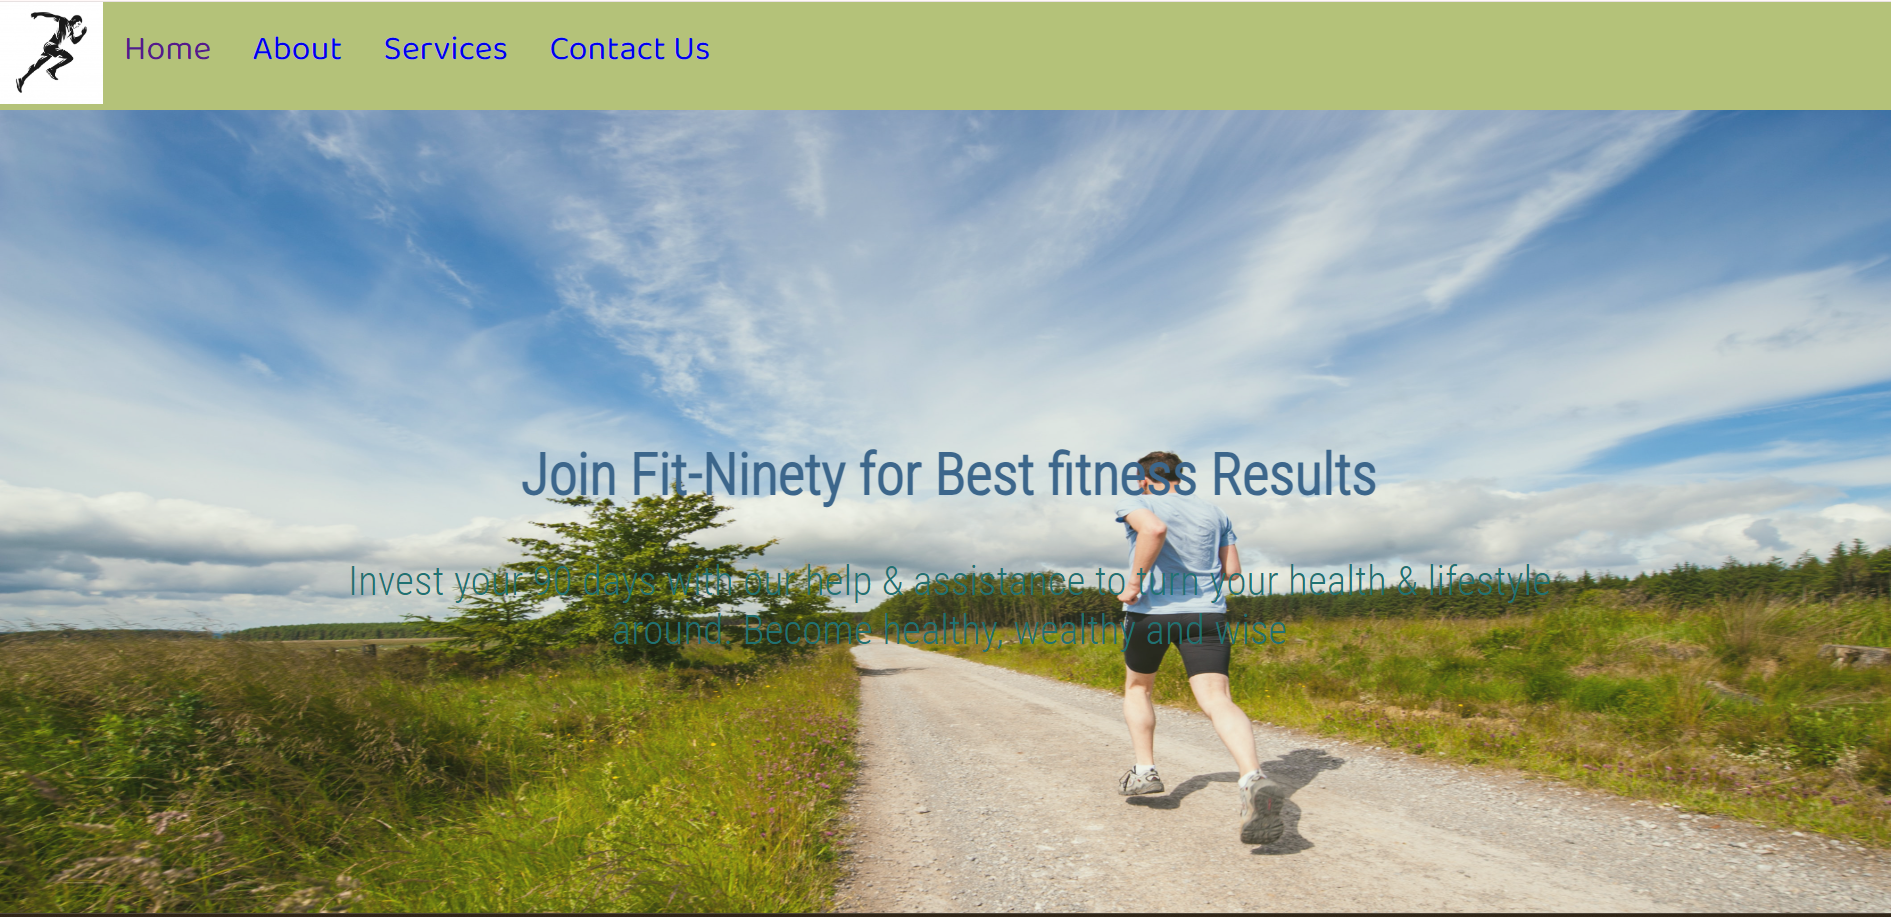 Home About Services Contact Us
Join Fit-Ninety for Best fitness Results
Invest your 90 days with our help & assistance to turn your health & lifestyle
around. Become healthy, wealthy and wise